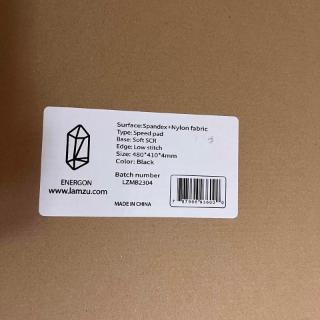 Surface:Spandex+Nylon fabric
Type: Speed pad
Base: Soft SCR
Edge: Low stitch
Size: 480*410*4mm
Color: Black
Batch number
LZMB2304
ENERGON
www.lamzu.com
MADE IN CHINA